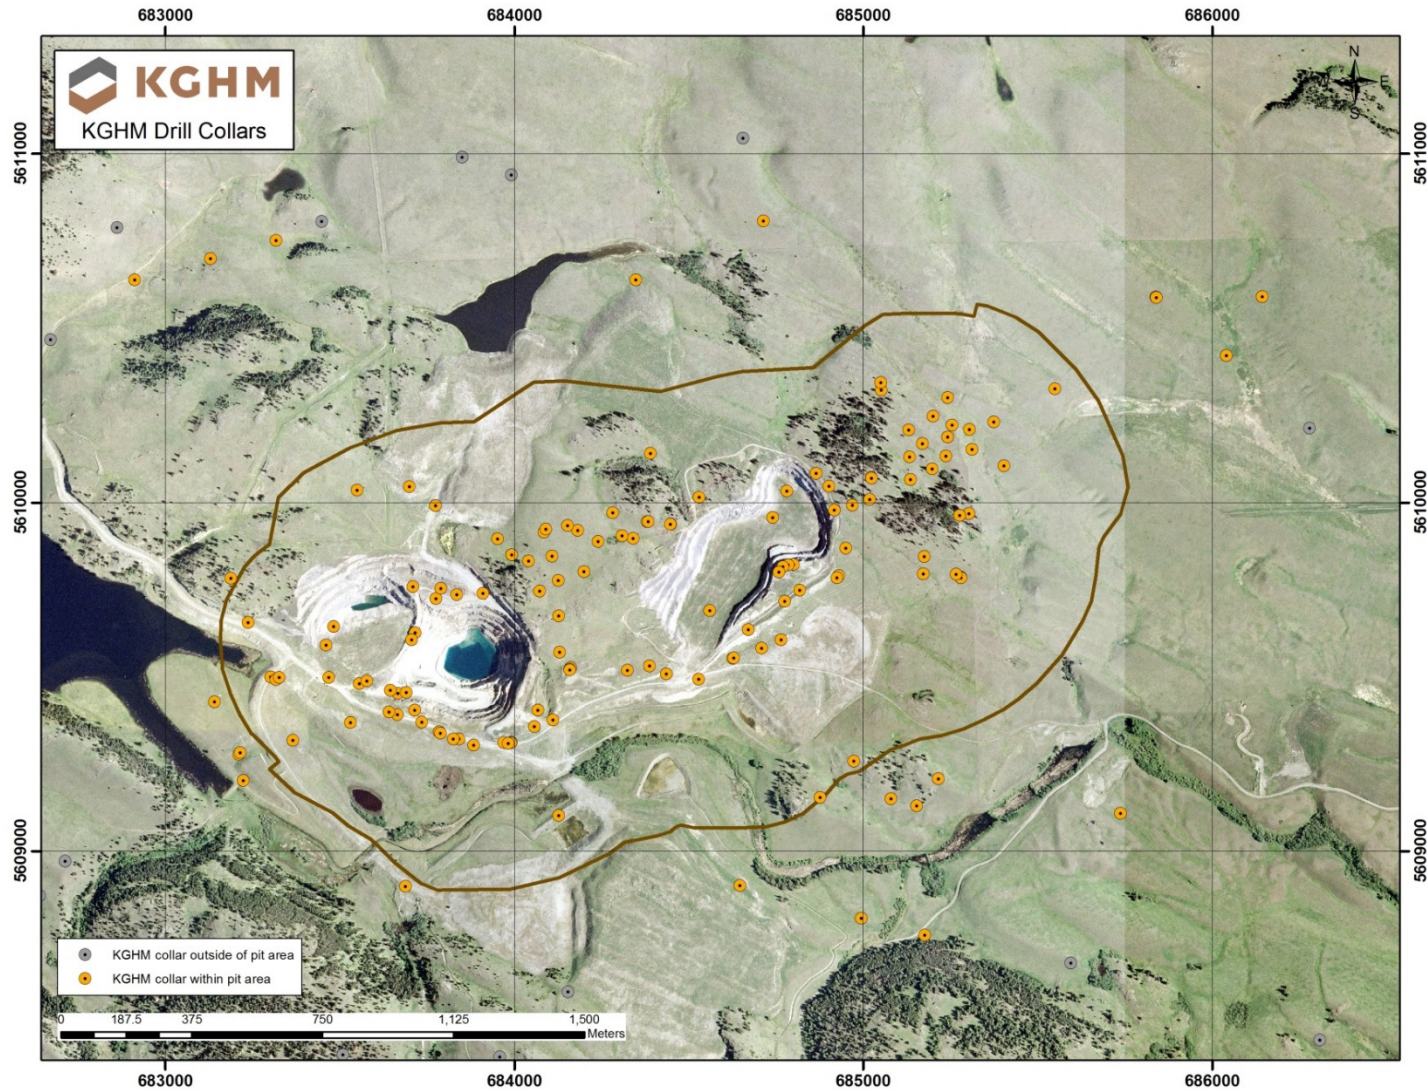 683000 684000 685000 686000
KGHM
KGHM Drill Collars
N
W E
S
5611000 5611000
5610000 5610000
5609000 5609000
KGHM collar outside of pit area
KGHM collar within pit area
0 187.5 375 750 1,125 1,500
Meters
683000 684000 685000 686000